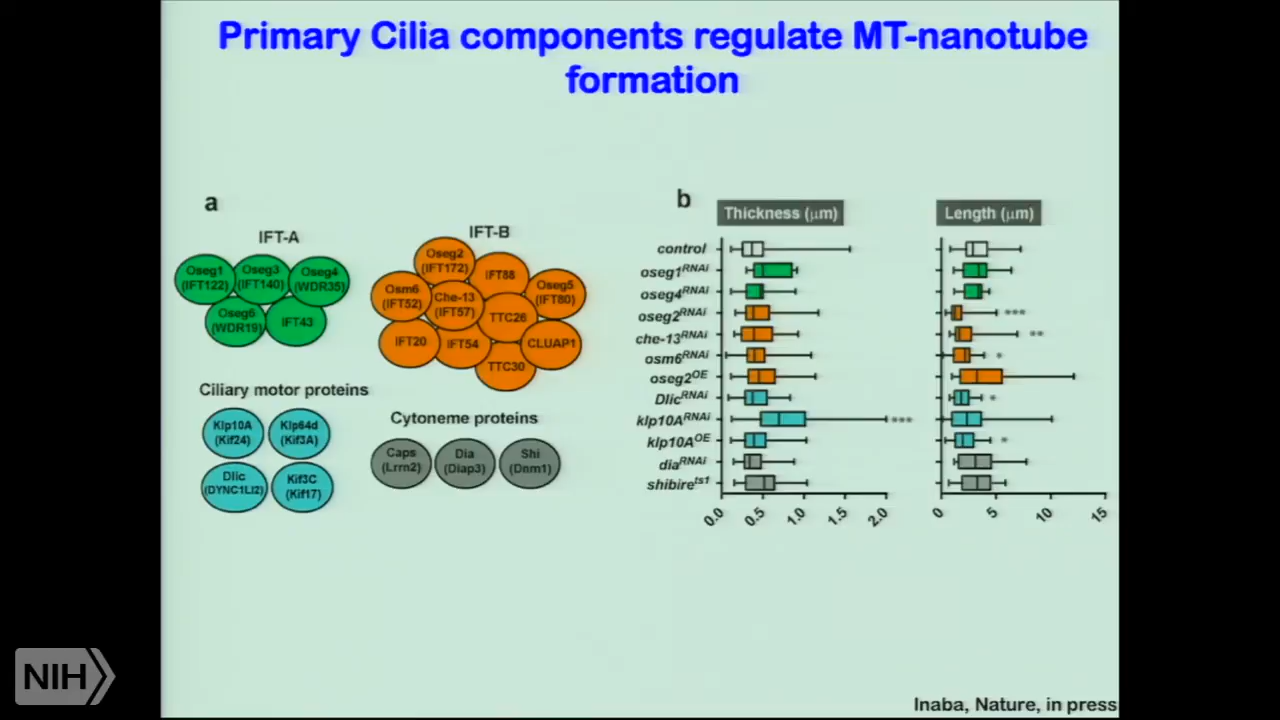 Primary Cilia components regulate MT-nanotube
formation
a
IFT-A
Oseg1
(IFT122)
Oseg3
(IFT140)
Oseg4
(WDR35)
Oseg6
(WDR19)
IFT43
IFT-B
Oseg2
(IFT172)
IFT88
Osm6
(IFT52)
Che-13
(IFT57)
Oseg5
(IFT80)
TTC26
IFT20
IFT54
CLUAP1
TTC30
Ciliary motor proteins
Klp10A
(Kif24)
Klp64d
(Kif3A)
Dlic
(DYNC1LI2)
Kif3C
(Kif17)
Cytoneme proteins
Caps
(Lrrn2)
Dia
(Diap3)
Shi
(Dnm1)
b
Thickness (μm)
Length (μm)
control
oseg1RNAi
oseg4RNAi
oseg2RNAi ***
che-13RNAi **
osm6RNAi *
oseg2OE
DlicRNAi *
klp10ARNAi ***
klp10AOE *
diaRNAi
shibirets1
0.0 0.5 1.0 1.5 2.0
0 5 10 15
NIH
Inaba, Nature, in press